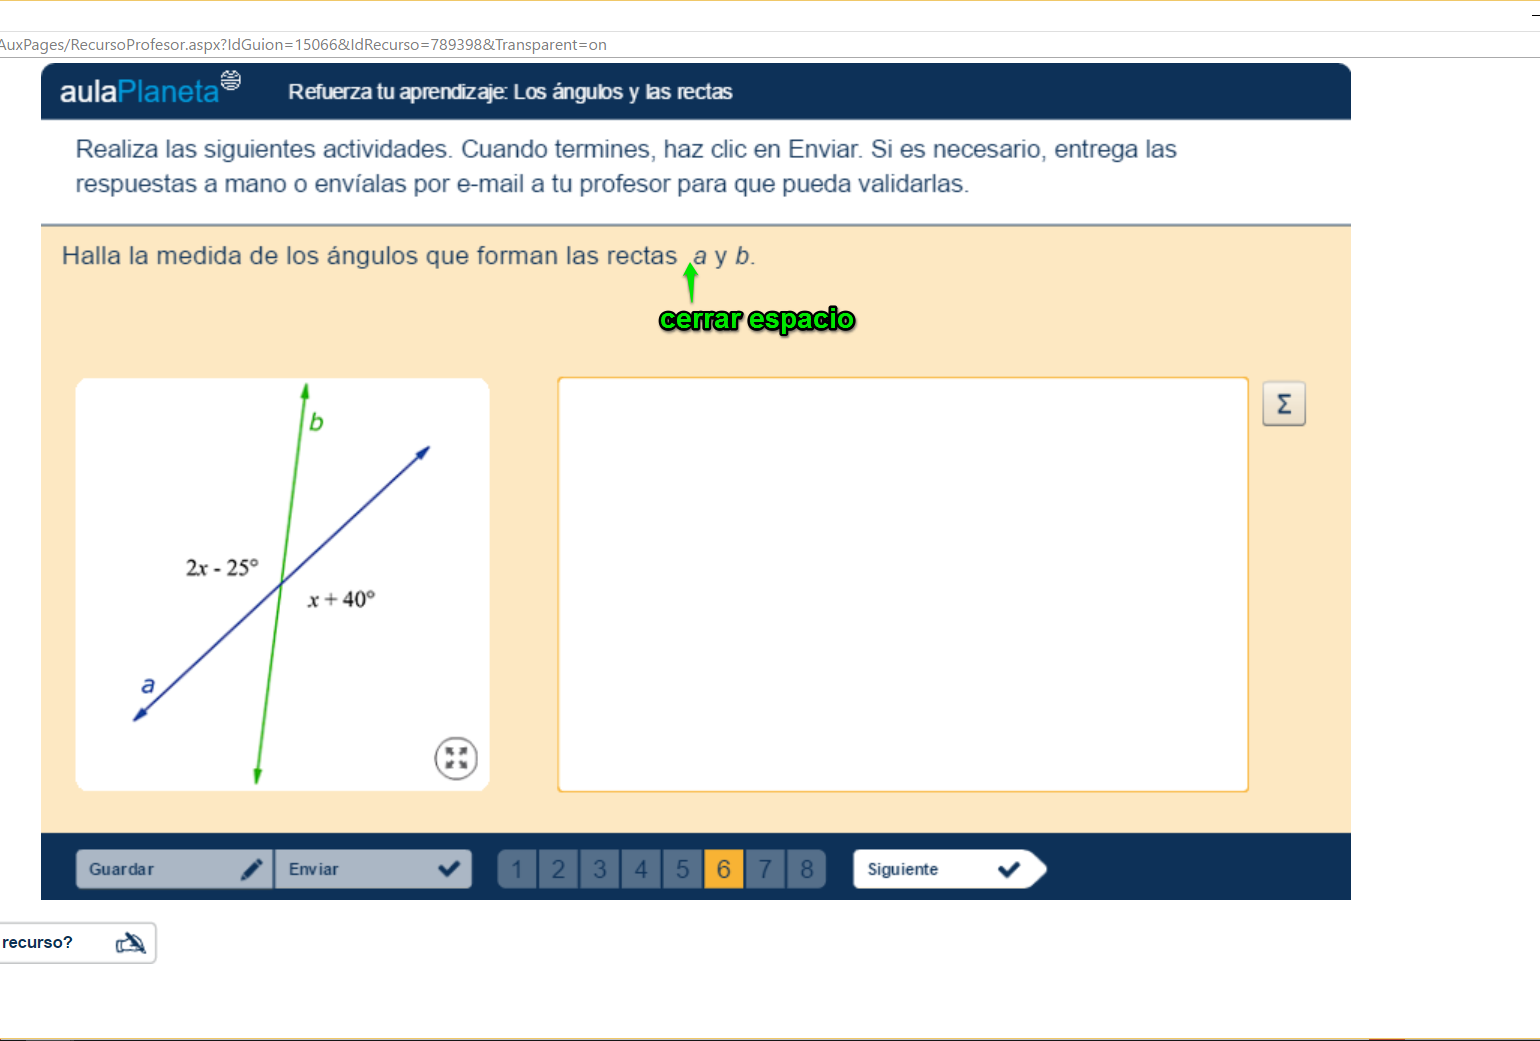 AuxPages/RecursoProfesor.aspx?IdGuion=15066&IdRecurso=789398&Transparent=on
aulaPlaneta Refuerza tu aprendizaje: Los ángulos y las rectas
Realiza las siguientes actividades. Cuando termines, haz clic en Enviar. Si es necesario, entrega las
respuestas a mano o envíalas por e-mail a tu profesor para que pueda validarlas.
Halla la medida de los ángulos que forman las rectas a y b.
cerrar espacio
Σ
b
2x - 25°
x + 40°
a
Guardar Enviar 1 2 3 4 5 6 7 8 Siguiente
recurso?